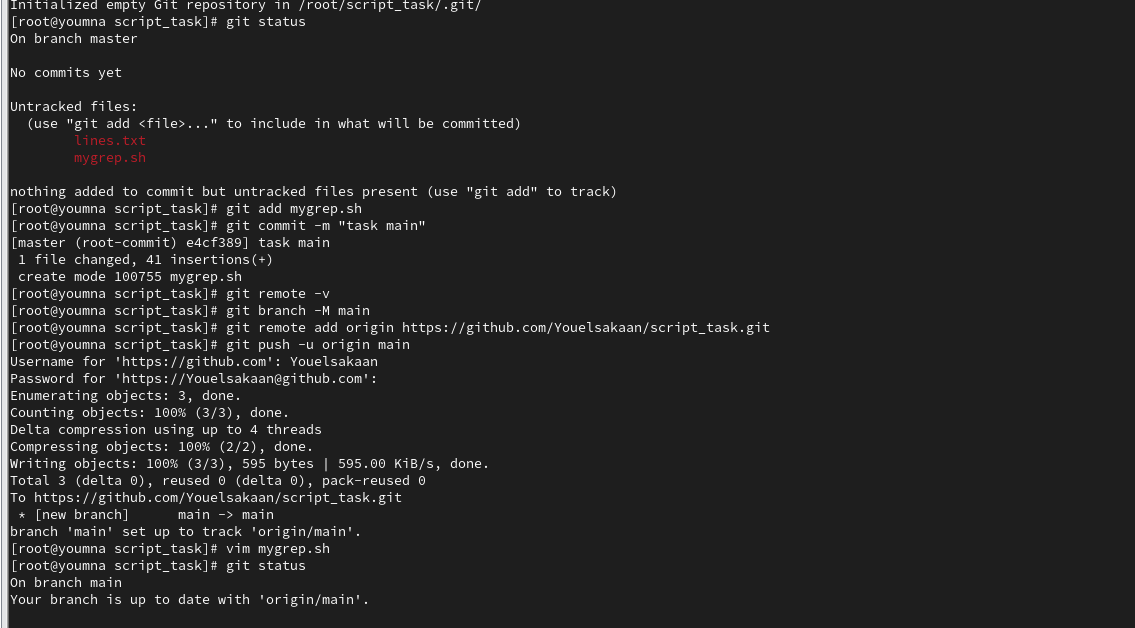 Initialized empty Git repository in /root/script_task/.git/
[root@youmna script_task]# git status
On branch master
No commits yet
Untracked files:
  (use "git add <file>..." to include in what will be committed)
        lines.txt
        mygrep.sh
nothing added to commit but untracked files present (use "git add" to track)
[root@youmna script_task]# git add mygrep.sh
[root@youmna script_task]# git commit -m "task main"
[master (root-commit) e4cf389] task main
 1 file changed, 41 insertions(+)
 create mode 100755 mygrep.sh
[root@youmna script_task]# git remote -v
[root@youmna script_task]# git branch -M main
[root@youmna script_task]# git remote add origin https://github.com/Youelsakaan/script_task.git
[root@youmna script_task]# git push -u origin main
Username for 'https://github.com': Youelsakaan
Password for 'https://Youelsakaan@github.com':
Enumerating objects: 3, done.
Counting objects: 100% (3/3), done.
Delta compression using up to 4 threads
Compressing objects: 100% (2/2), done.
Writing objects: 100% (3/3), 595 bytes | 595.00 KiB/s, done.
Total 3 (delta 0), reused 0 (delta 0), pack-reused 0
To https://github.com/Youelsakaan/script_task.git
 * [new branch]      main -> main
branch 'main' set up to track 'origin/main'.
[root@youmna script_task]# vim mygrep.sh
[root@youmna script_task]# git status
On branch main
Your branch is up to date with 'origin/main'.